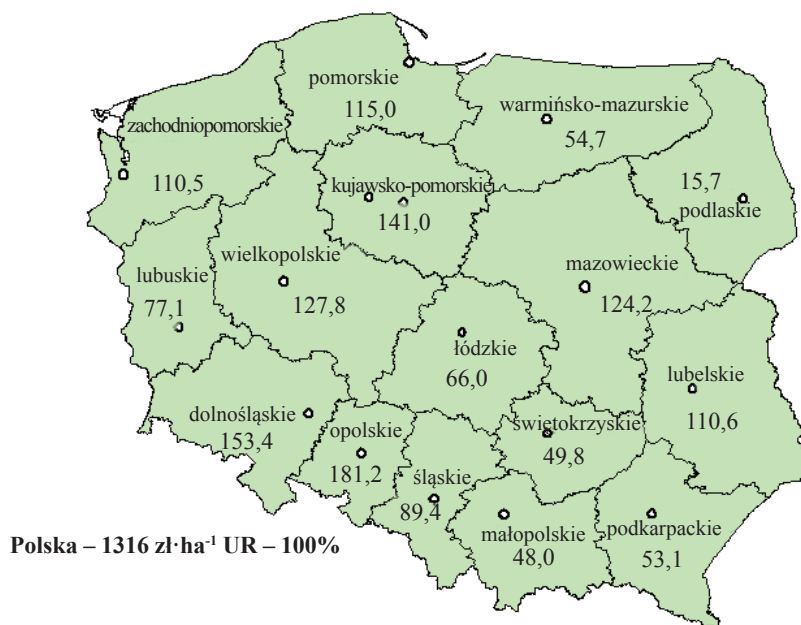 pomorskie
115,0
warmińsko-mazurskie
54,7
zachodniopomorskie
110,5
kujawsko-pomorskie
141,0
15,7
podlaskie
wielkopolskie
127,8
mazowieckie
124,2
lubuskie
77,1
łódzkie
66,0
lubelskie
110,6
dolnośląskie
153,4
opolskie
181,2
świętokrzyskie
49,8
śląskie
89,4
małopolskie
48,0
podkarpackie
53,1
Polska – 1316 zł·ha⁻¹ UR – 100%